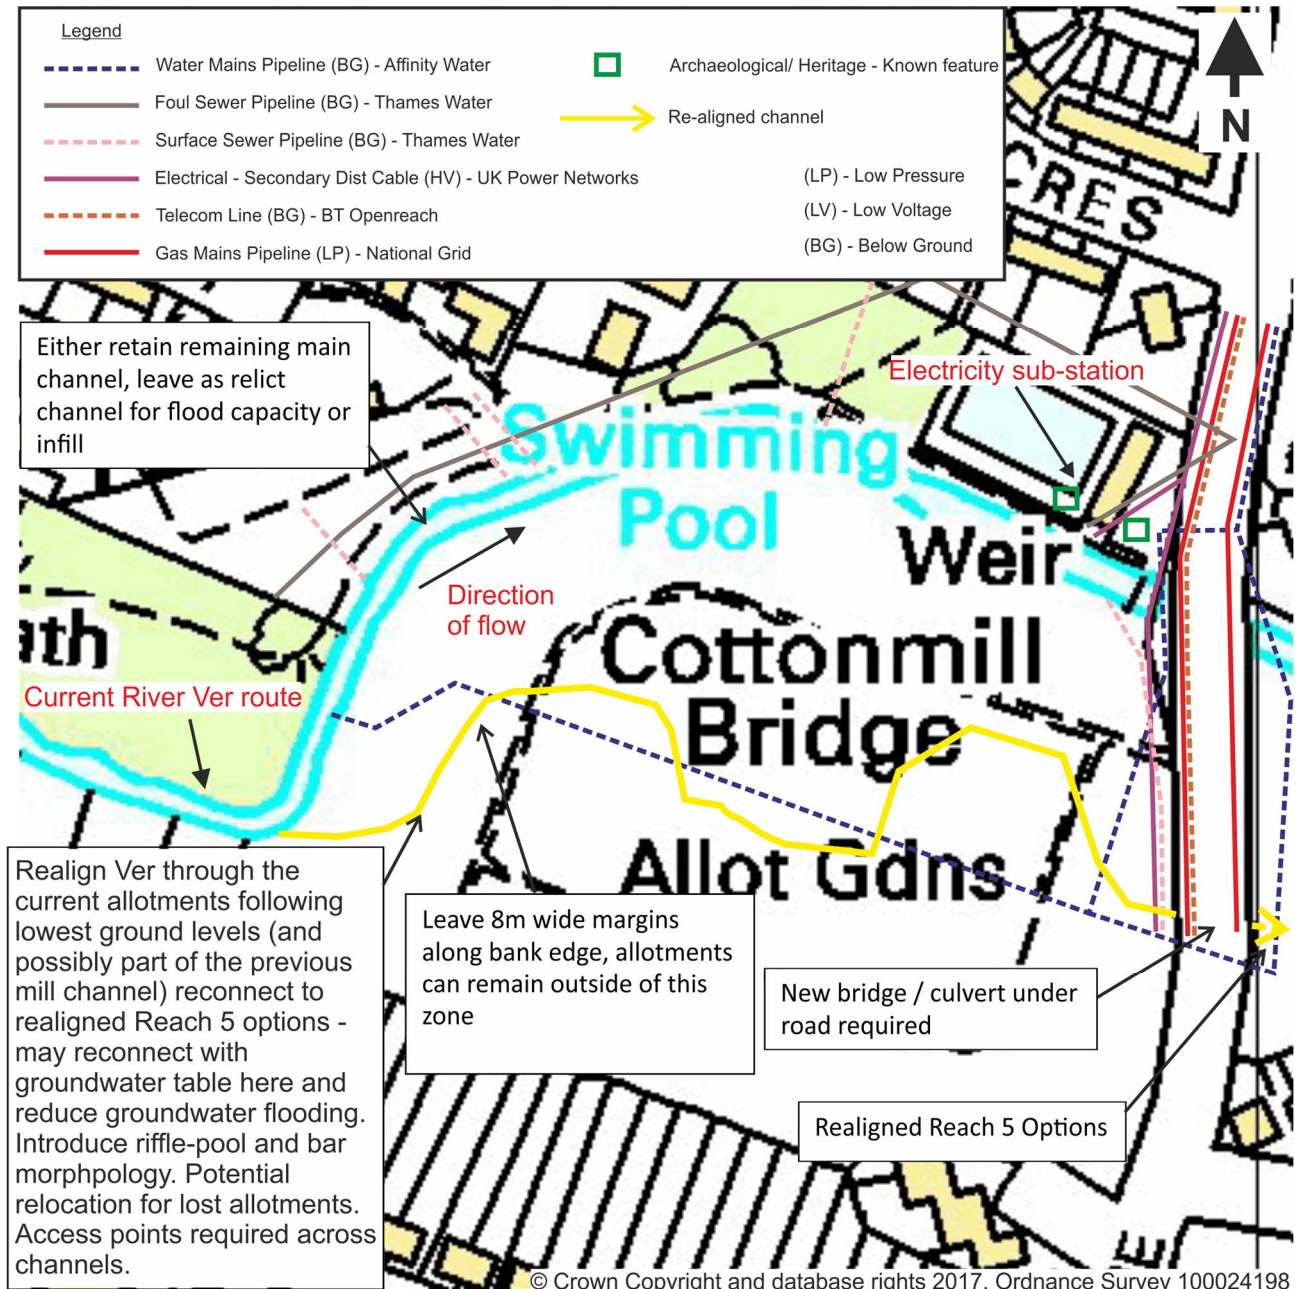 Legend
Water Mains Pipeline (BG) - Affinity Water
Foul Sewer Pipeline (BG) - Thames Water
Surface Sewer Pipeline (BG) - Thames Water
Electrical - Secondary Dist Cable (HV) - UK Power Networks
Telecom Line (BG) - BT Openreach
Gas Mains Pipeline (LP) - National Grid
Archaeological/ Heritage - Known feature
Re-aligned channel
(LP) - Low Pressure
(LV) - Low Voltage
(BG) - Below Ground
N
CRES
Either retain remaining main
channel, leave as relict
channel for flood capacity or
infill
Electricity sub-station
Swimming
Pool
Weir
Direction
of flow
Cottonmill
Bridge
ath
Current River Ver route
Allot Gdns
Realign Ver through the
current allotments following
lowest ground levels (and
possibly part of the previous
mill channel) reconnect to
realigned Reach 5 options -
may reconnect with
groundwater table here and
reduce groundwater flooding.
Introduce riffle-pool and bar
morphpology. Potential
relocation for lost allotments.
Access points required across
channels.
Leave 8m wide margins
along bank edge, allotments
can remain outside of this
zone
New bridge / culvert under
road required
Realigned Reach 5 Options
© Crown Copyright and database rights 2017. Ordnance Survey 100024198